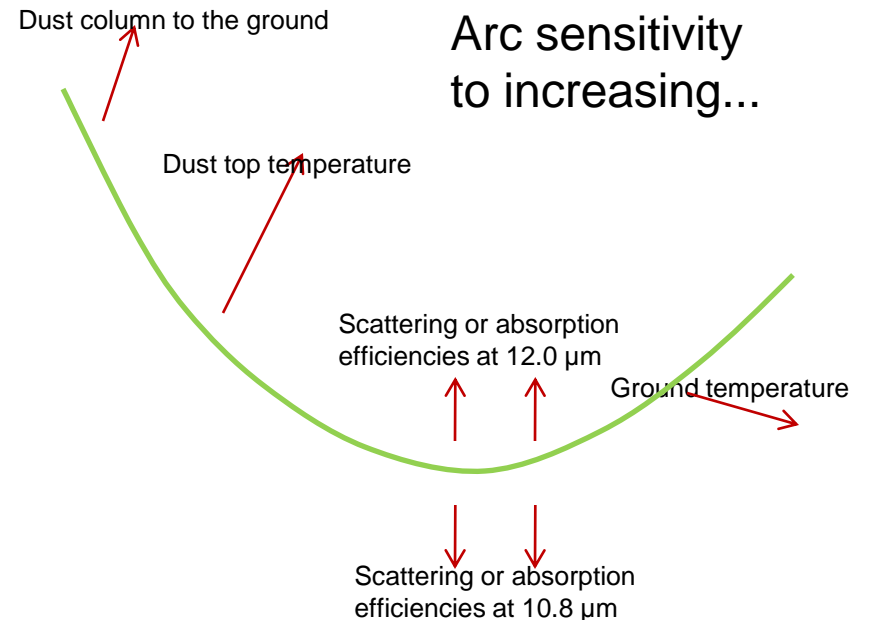 Dust column to the ground
Arc sensitivity
to increasing...
Dust top temperature
Scattering or absorption
efficiencies at 12.0 µm
Ground temperature
Scattering or absorption
efficiencies at 10.8 µm